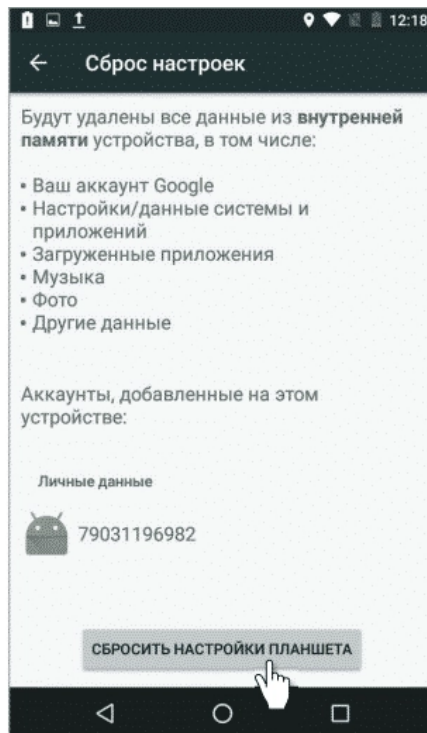 12:18
Сброс настроек
Будут удалены все данные из внутренней
памяти устройства, в том числе:
• Ваш аккаунт Google
• Настройки/данные системы и
приложений
• Загруженные приложения
• Музыка
• Фото
• Другие данные
Аккаунты, добавленные на этом
устройстве:
Личные данные
79031196982
СБРОСИТЬ НАСТРОЙКИ ПЛАНШЕТА